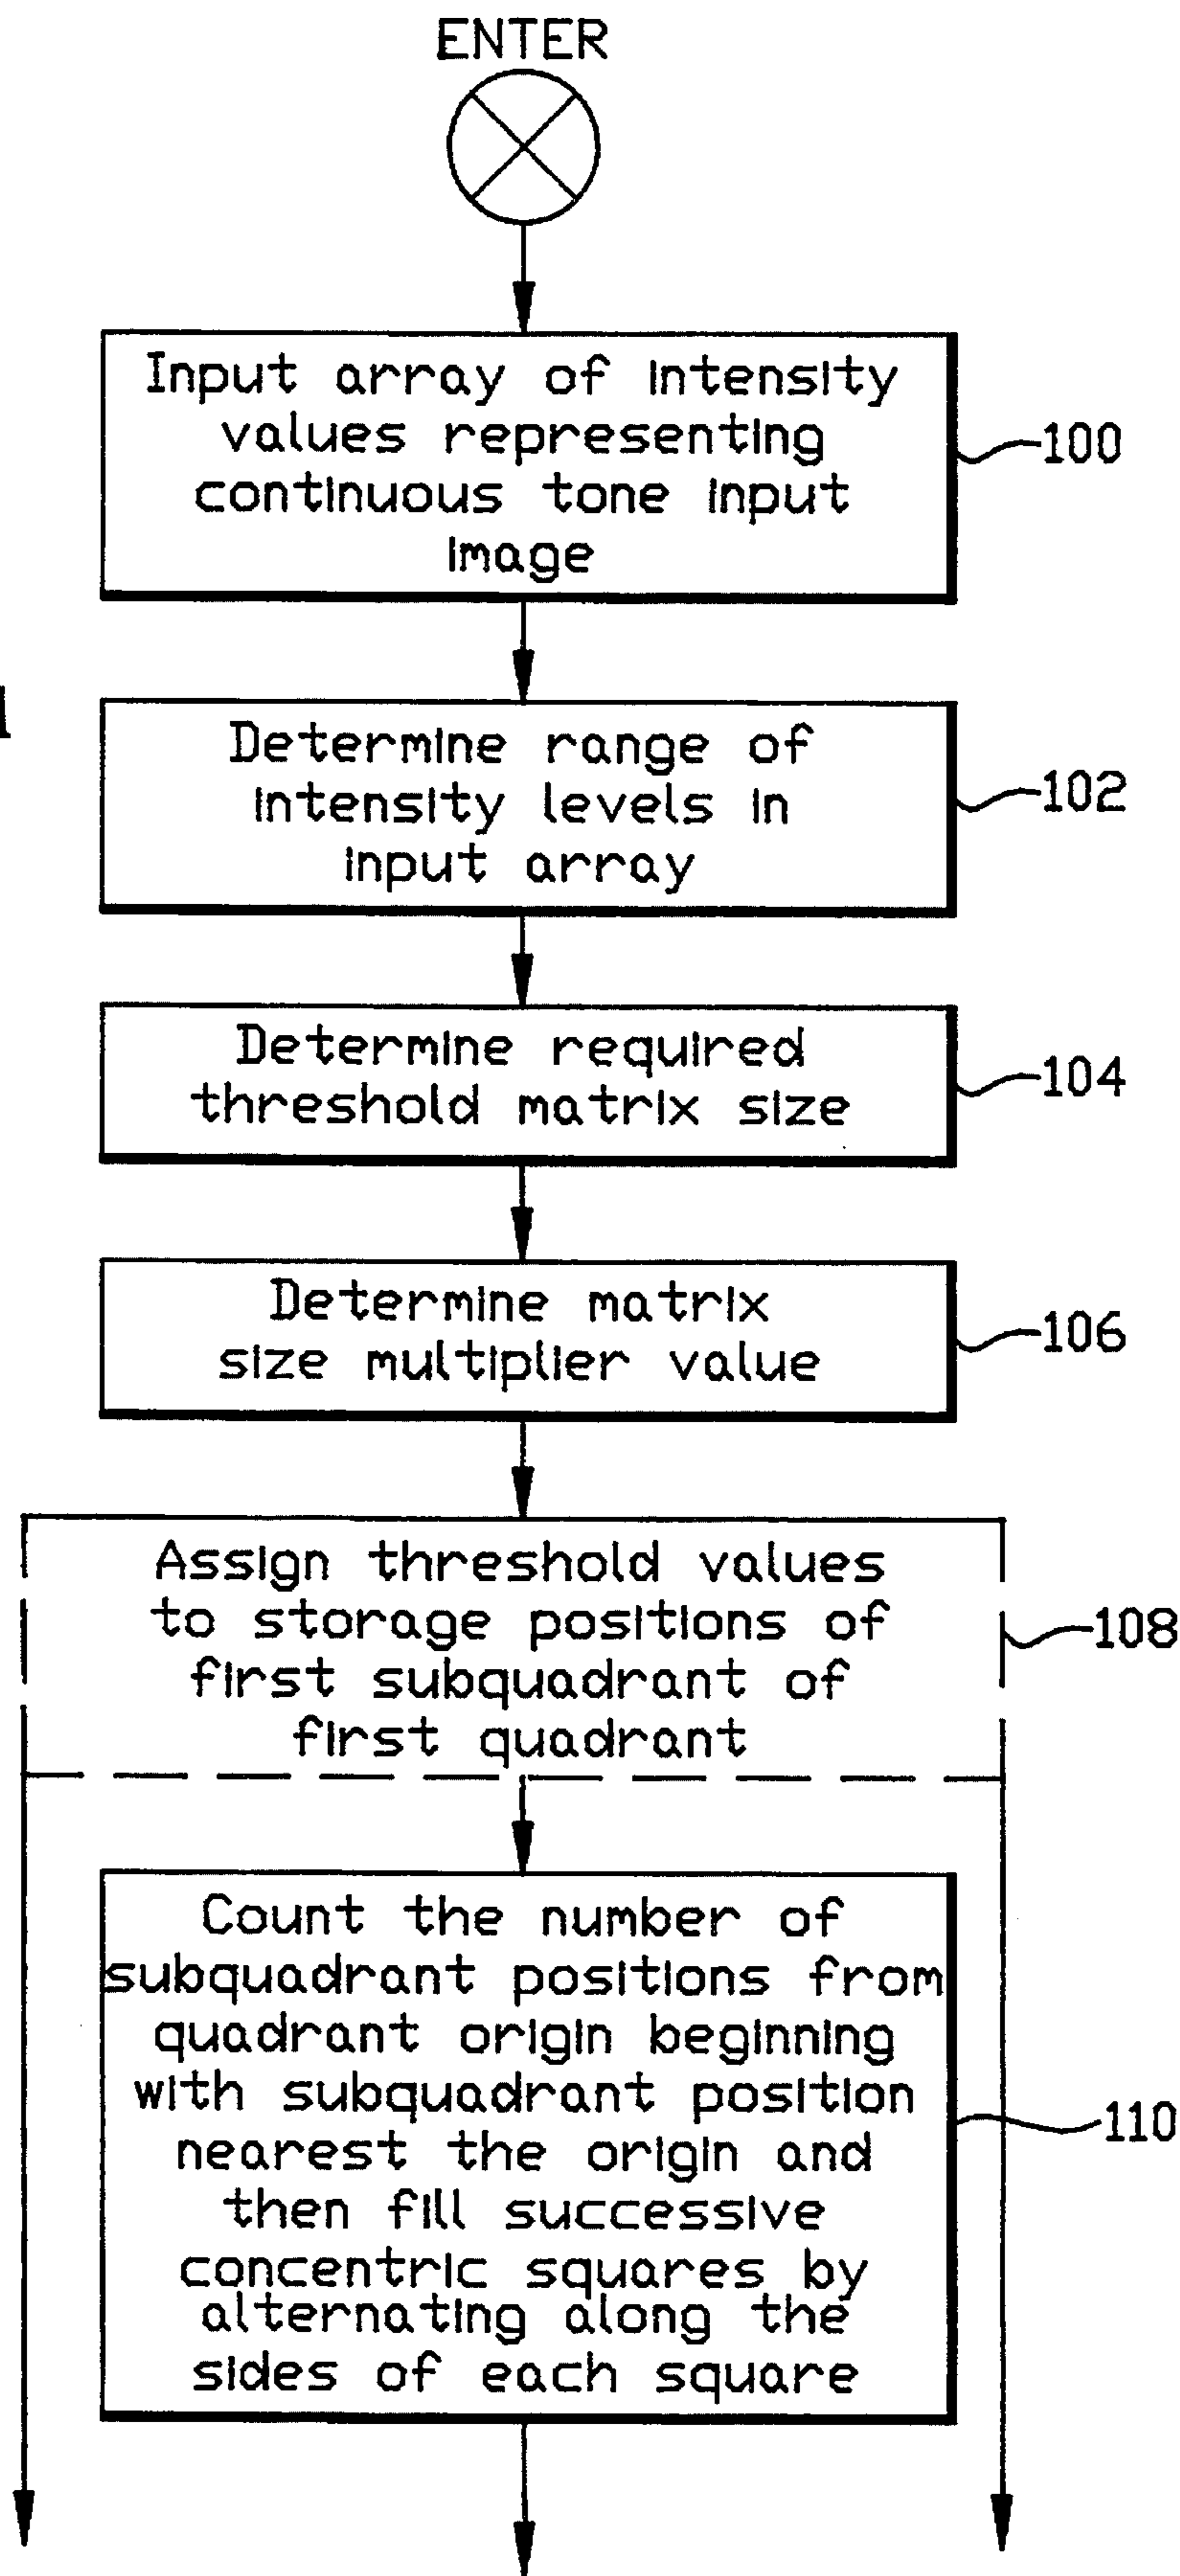 ENTER
Input array of intensity
values representing
continuous tone input
image
100
Determine range of
intensity levels in
input array
102
Determine required
threshold matrix size
104
Determine matrix
size multiplier value
106
Assign threshold values
to storage positions of
first subquadrant of
first quadrant
108
Count the number of
subquadrant positions from
quadrant origin beginning
with subquadrant position
nearest the origin and
then fill successive
concentric squares by
alternating along the
sides of each square
110